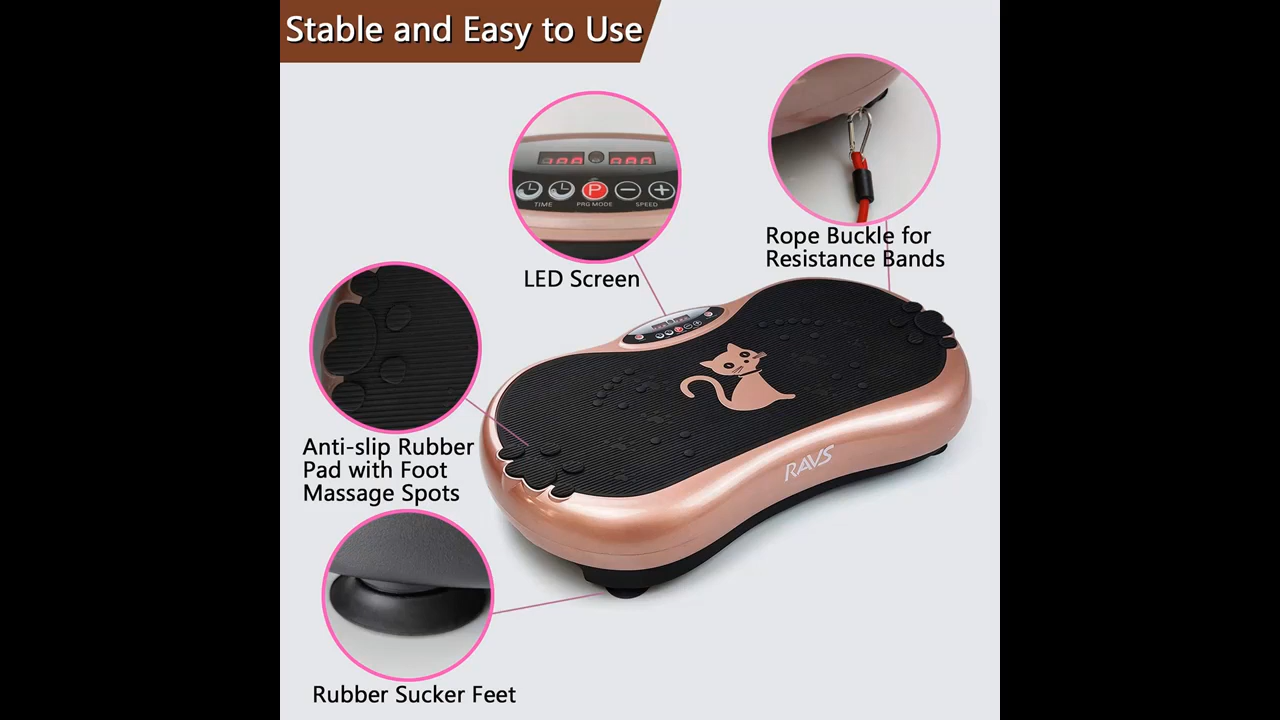 Stable and Easy to Use
P
TIME
PRG MODE
SPEED
LED Screen
Rope Buckle for
Resistance Bands
Anti-slip Rubber
Pad with Foot
Massage Spots
RAVS
Rubber Sucker Feet